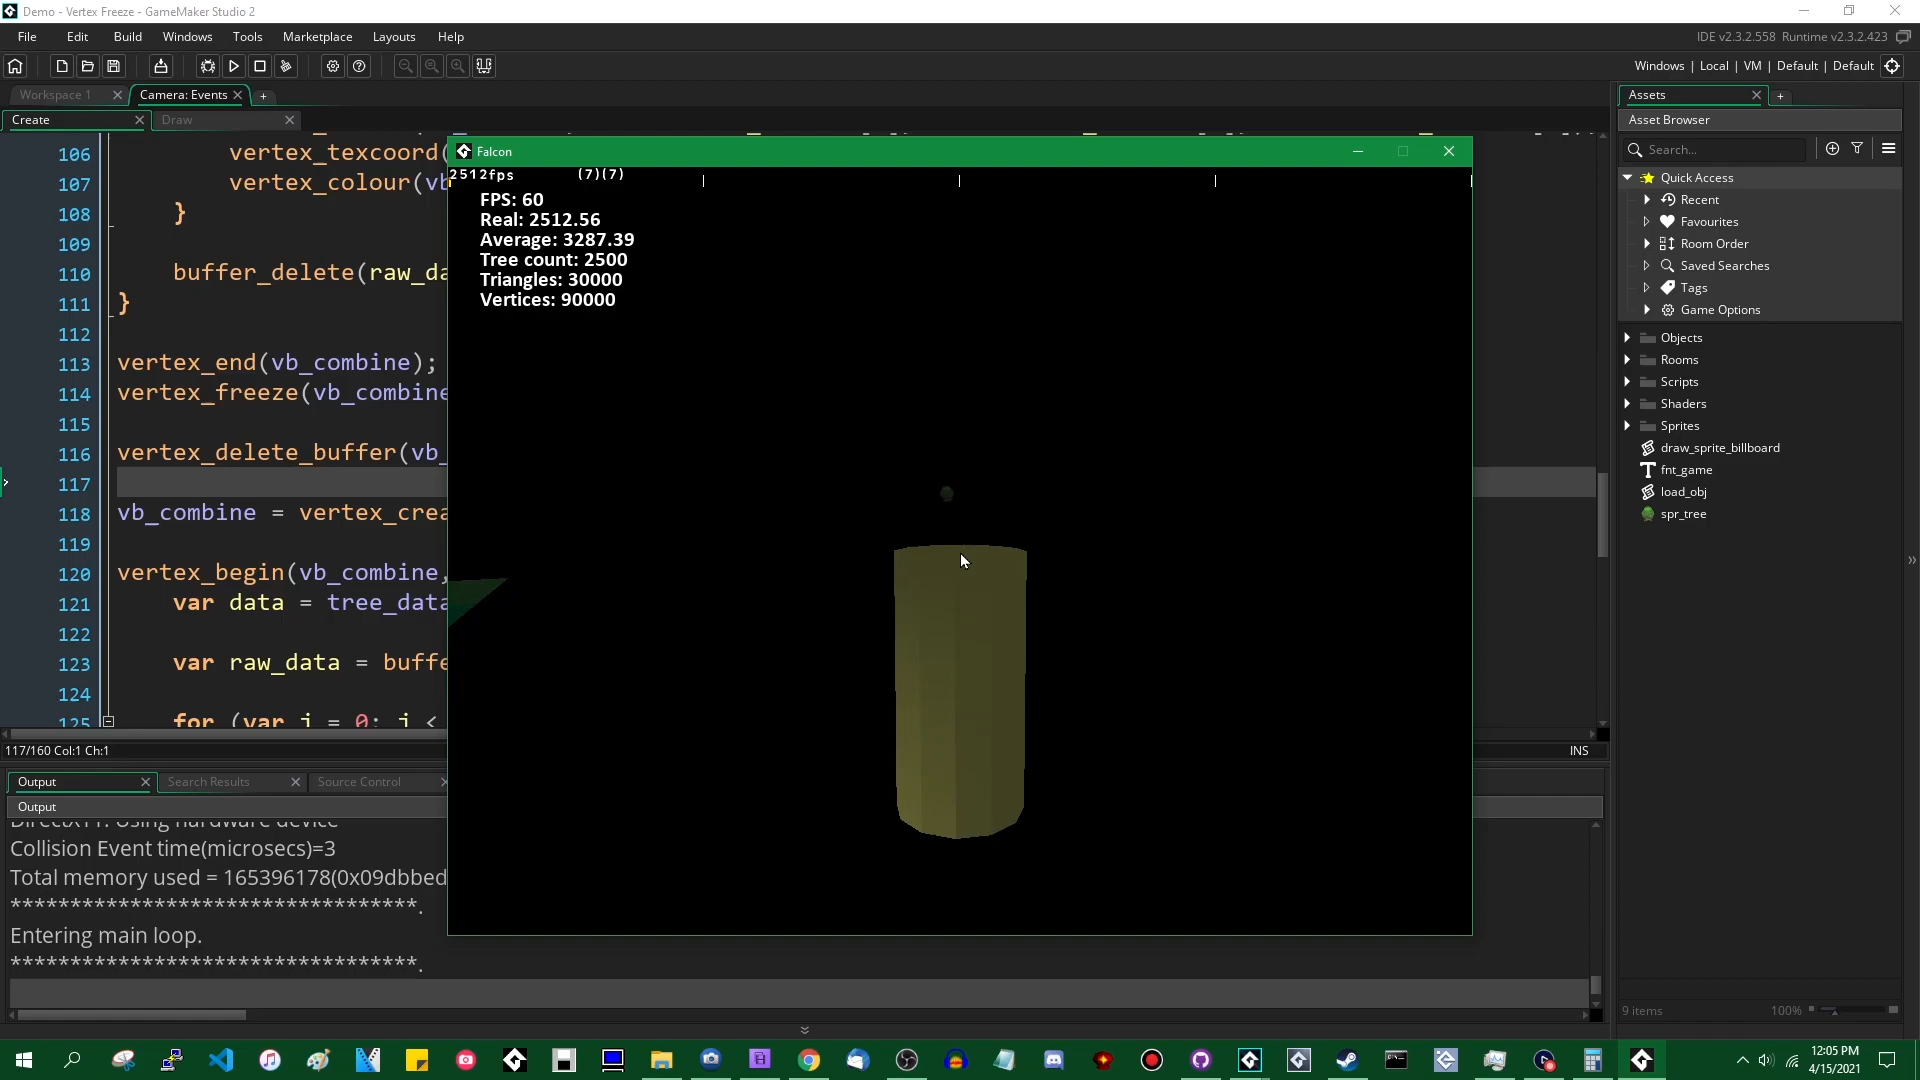 Demo - Vertex Freeze - GameMaker Studio 2
File Edit Build Windows Tools Marketplace Layouts Help
IDE v2.3.2.558 Runtime v2.3.2.423
Windows | Local | VM | Default | Default
Workspace 1
Camera: Events
Create
Draw
106 vertex_texcoord(
107 vertex_colour(vb
108 }
109
110 buffer_delete(raw_da
111 }
112
113 vertex_end(vb_combine);
114 vertex_freeze(vb_combine
115
116 vertex_delete_buffer(vb_
117
118 vb_combine = vertex_crea
119
120 vertex_begin(vb_combine,
121 var data = tree_data
122
123 var raw_data = buffe
124
125 for (var i = 0; i <
117/160 Col:1 Ch:1
INS
Falcon
2512fps (7)(7)
FPS: 60
Real: 2512.56
Average: 3287.39
Tree count: 2500
Triangles: 30000
Vertices: 90000
Output
Search Results
Source Control
Output
DirectX11: Using hardware device
Collision Event time(microsecs)=3
Total memory used = 165396178(0x09dbbed
**********************************.
Entering main loop.
**********************************.
Assets
Asset Browser
Search...
Quick Access
Recent
Favourites
Room Order
Saved Searches
Tags
Game Options
Objects
Rooms
Scripts
Shaders
Sprites
draw_sprite_billboard
fnt_game
load_obj
spr_tree
9 items
100%
12:05 PM
4/15/2021